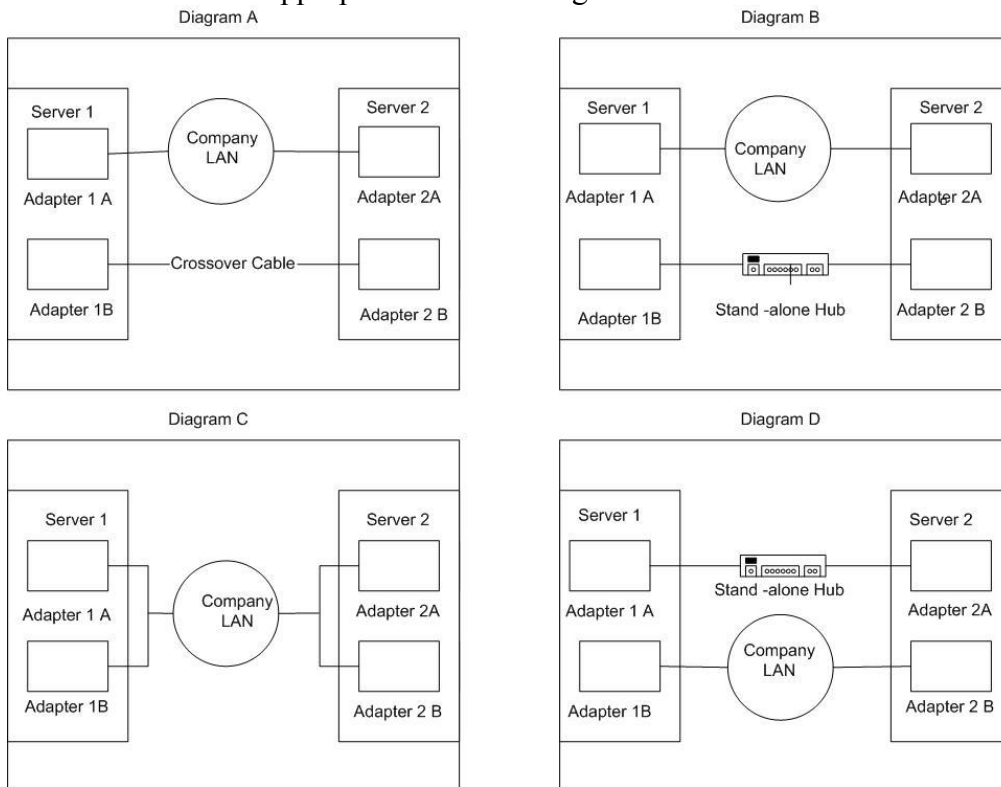 Diagram A
Server 1
Server 2
Company
LAN
Adapter 1 A
Adapter 2A
Crossover Cable
Adapter 1B
Adapter 2 B
Diagram B
Server 1
Server 2
Company
LAN
Adapter 1 A
Adapter 2A
Stand -alone Hub
Adapter 1B
Adapter 2 B
Diagram C
Server 1
Server 2
Company
LAN
Adapter 1 A
Adapter 2A
Adapter 1B
Adapter 2 B
Diagram D
Server 1
Server 2
Stand -alone Hub
Adapter 1 A
Adapter 2A
Company
LAN
Adapter 1B
Adapter 2 B